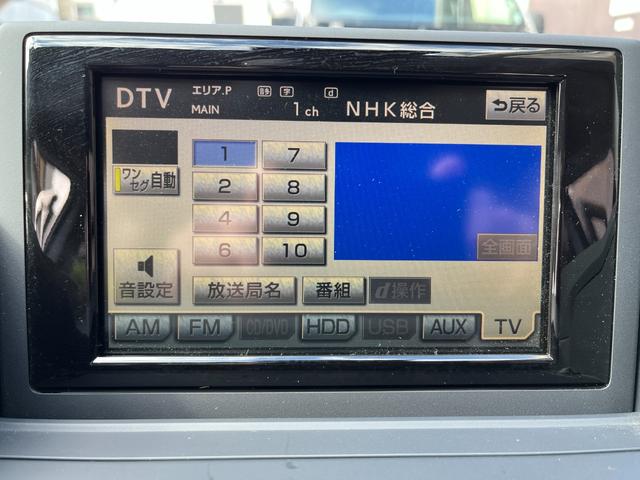 DTV エリア.P
MAIN 1ch NHK総合
字 d
戻る
1 7
ワンセグ 自動
2 8
4 9
6 10
全画面
音設定 放送局名 番組 d操作
AM FM CD/DVD HDD USB AUX TV